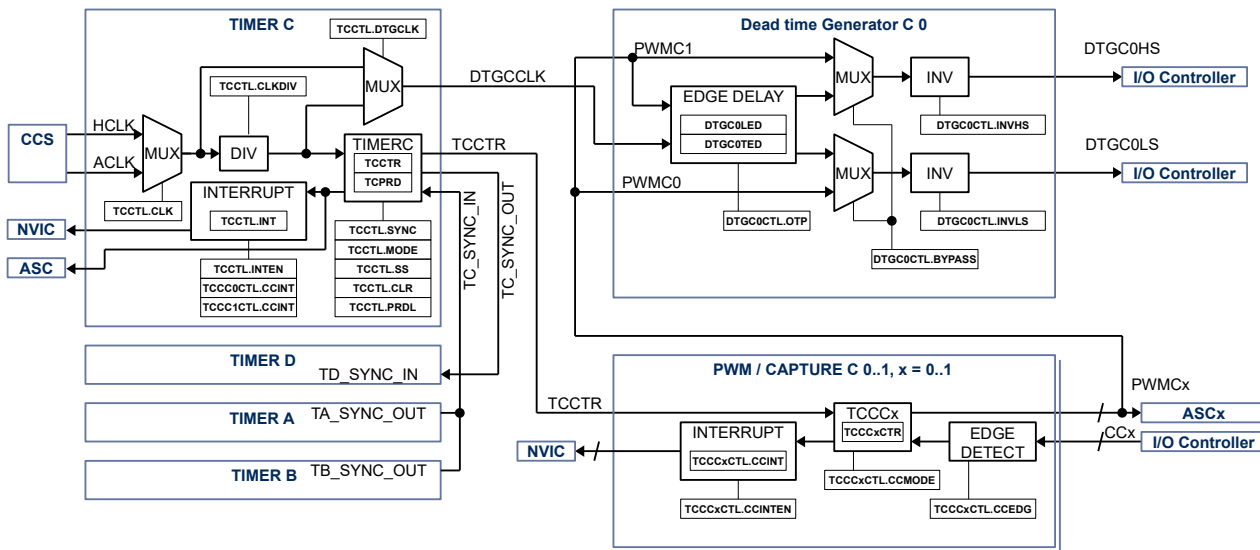 TIMER C
TCCTL.DTGCLK
MUX
TCCTL.CLKDIV
CCS
HCLK
ACLK
MUX
DIV
TCCTL.CLK
TIMERC
TCCTR
TCPRD
INTERRUPT
TCCTL.INT
NVIC
ASC
TCCTL.INTEN
TCCC0CTL.CCINT
TCCC1CTL.CCINT
TCCTL.SYNC
TCCTL.MODE
TCCTL.SS
TCCTL.CLR
TCCTL.PRDL
DTGCCLK
TCCTR
TC_SYNC_IN
TC_SYNC_OUT
Dead time Generator C 0
PWMC1
EDGE DELAY
DTGC0LED
DTGC0TED
PWMC0
DTGC0CTL.OTP
MUX
INV
DTGC0CTL.INVHS
MUX
INV
DTGC0CTL.INVLS
DTGC0CTL.BYPASS
DTGC0HS
I/O Controller
DTGC0LS
I/O Controller
TIMER D
TD_SYNC_IN
TIMER A
TA_SYNC_OUT
TIMER B
TB_SYNC_OUT
PWM / CAPTURE C 0..1, x = 0..1
TCCTR
TCCCx
TCCCxCTR
NVIC
INTERRUPT
TCCCxCTL.CCINT
EDGE
DETECT
TCCCxCTL.CCMODE
TCCCxCTL.CCINTEN
TCCCxCTL.CCEDG
PWMCx
ASCx
CCx
I/O Controller